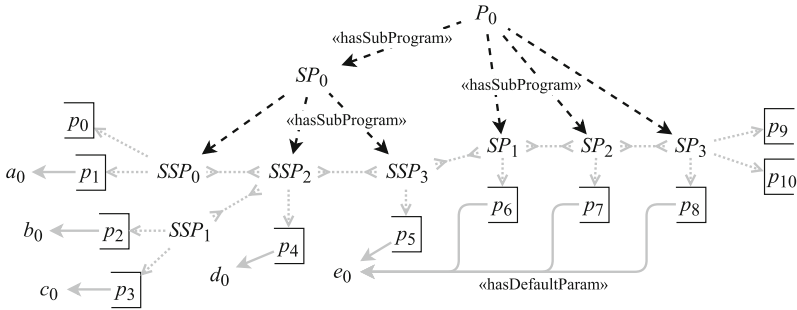 P0
«hasSubProgram»
SP0
«hasSubProgram»
«hasSubProgram»
p0
p9
SP1 SP2 SP3
a0 p1 SSP0 SSP2 SSP3
p10
p6 p7 p8
b0 p2 SSP1
p4 p5
d0 e0
c0 p3
«hasDefaultParam»